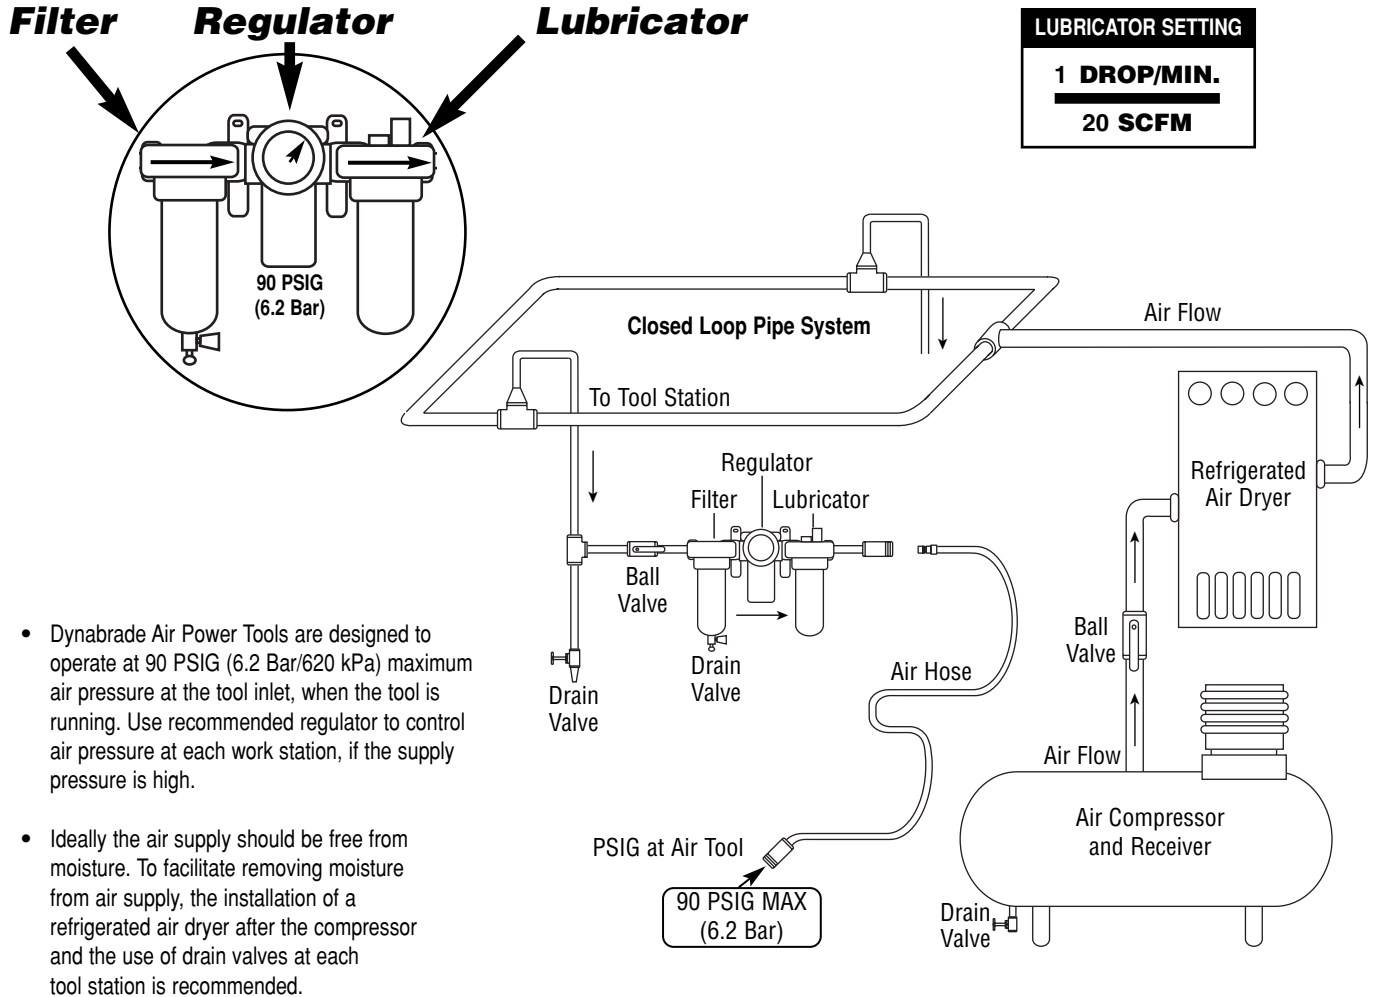 Filter
Regulator
Lubricator
LUBRICATOR SETTING
1 DROP/MIN.
20 SCFM
90 PSIG
(6.2 Bar)
Closed Loop Pipe System
Air Flow
To Tool Station
Refrigerated
Air Dryer
Regulator
Filter
Lubricator
Ball
Valve
Drain
Valve
Drain
Valve
Air Hose
Ball
Valve
Air Flow
Air Compressor
and Receiver
Drain
Valve
PSIG at Air Tool
90 PSIG MAX
(6.2 Bar)
• Dynabrade Air Power Tools are designed to
operate at 90 PSIG (6.2 Bar/620 kPa) maximum
air pressure at the tool inlet, when the tool is
running. Use recommended regulator to control
air pressure at each work station, if the supply
pressure is high.
• Ideally the air supply should be free from
moisture. To facilitate removing moisture
from air supply, the installation of a
refrigerated air dryer after the compressor
and the use of drain valves at each
tool station is recommended.